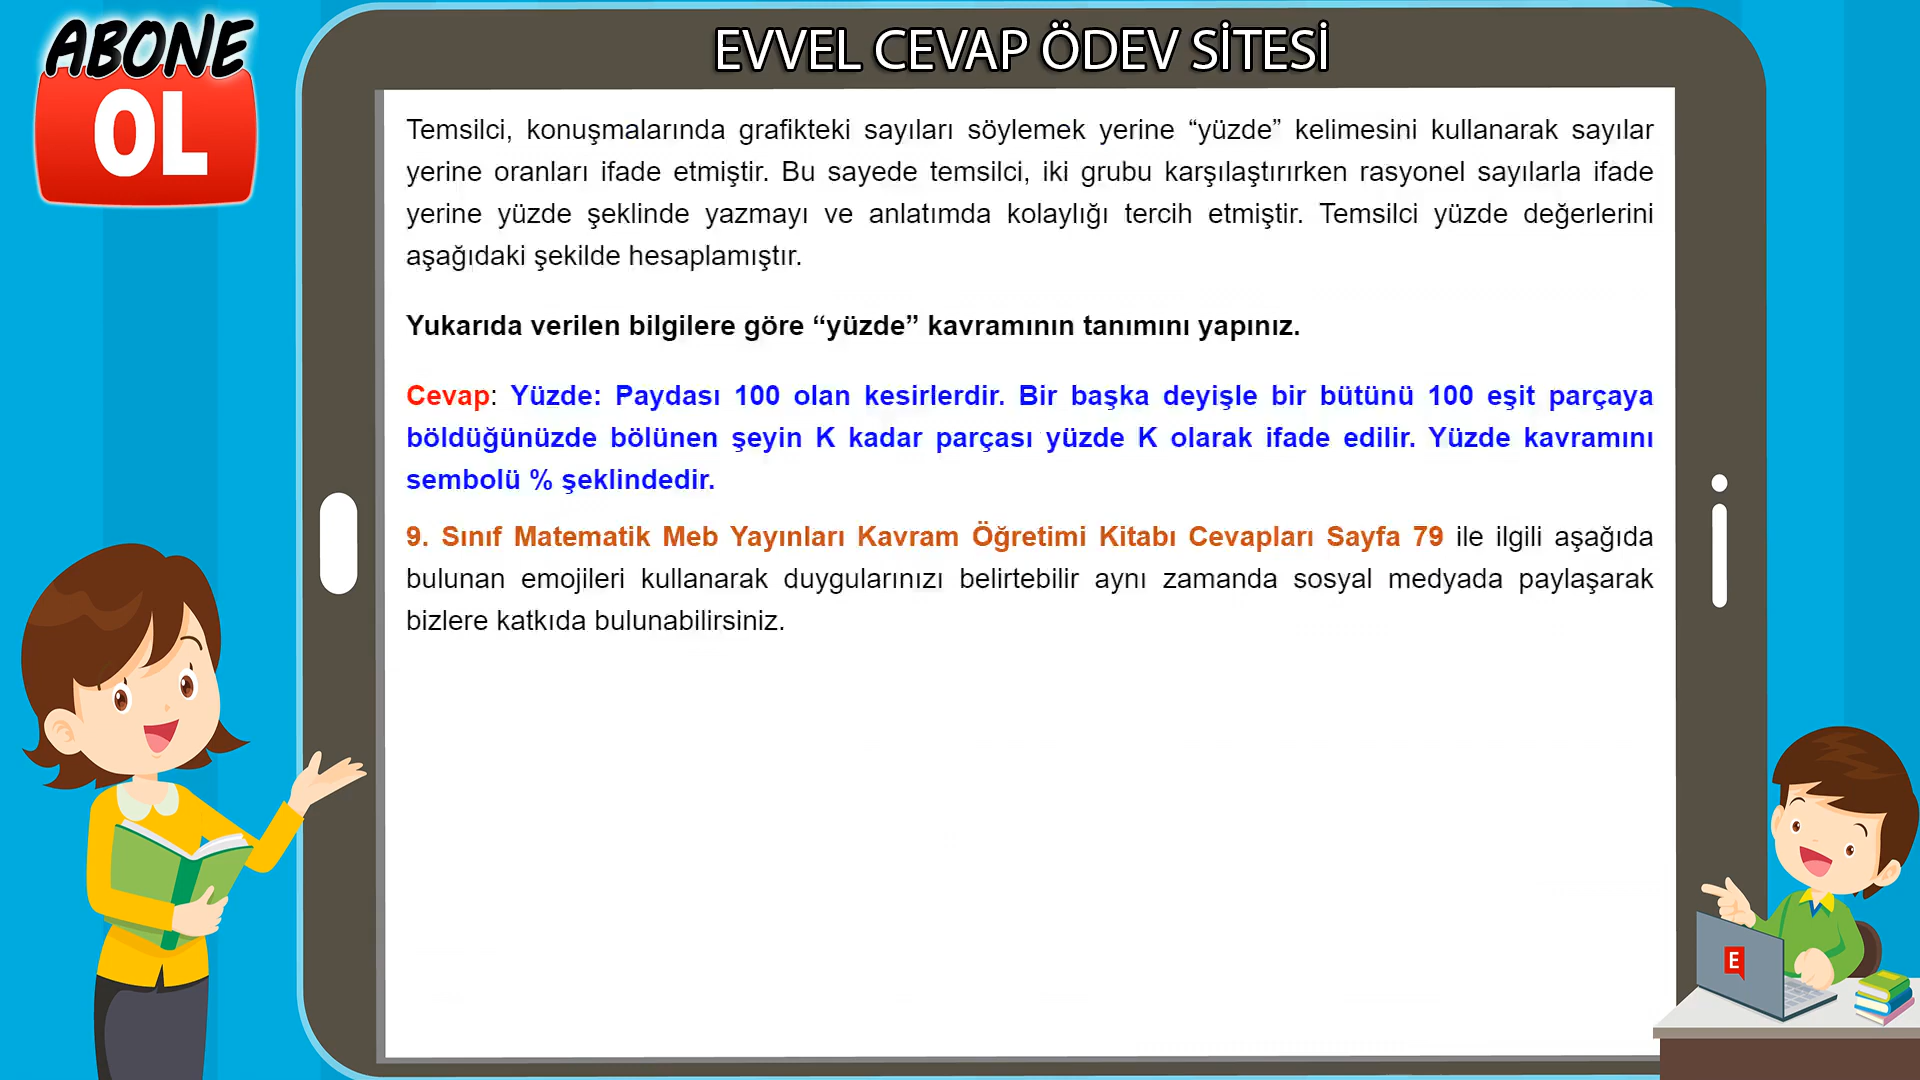 ABONE
OL
EVVEL CEVAP ÖDEV SİTESİ
Temsilci, konuşmalarında grafikteki sayıları söylemek yerine “yüzde” kelimesini kullanarak sayılar
yerine oranları ifade etmiştir. Bu sayede temsilci, iki grubu karşılaştırırken rasyonel sayılarla ifade
yerine yüzde şeklinde yazmayı ve anlatımda kolaylığı tercih etmiştir. Temsilci yüzde değerlerini
aşağıdaki şekilde hesaplamıştır.
Yukarıda verilen bilgilere göre “yüzde” kavramının tanımını yapınız.
Cevap: Yüzde: Paydası 100 olan kesirlerdir. Bir başka deyişle bir bütünü 100 eşit parçaya
böldüğünüzde bölünen şeyin K kadar parçası yüzde K olarak ifade edilir. Yüzde kavramını
sembolü % şeklindedir.
9. Sınıf Matematik Meb Yayınları Kavram Öğretimi Kitabı Cevapları Sayfa 79 ile ilgili aşağıda
bulunan emojileri kullanarak duygularınızı belirtebilir aynı zamanda sosyal medyada paylaşarak
bizlere katkıda bulunabilirsiniz.
E